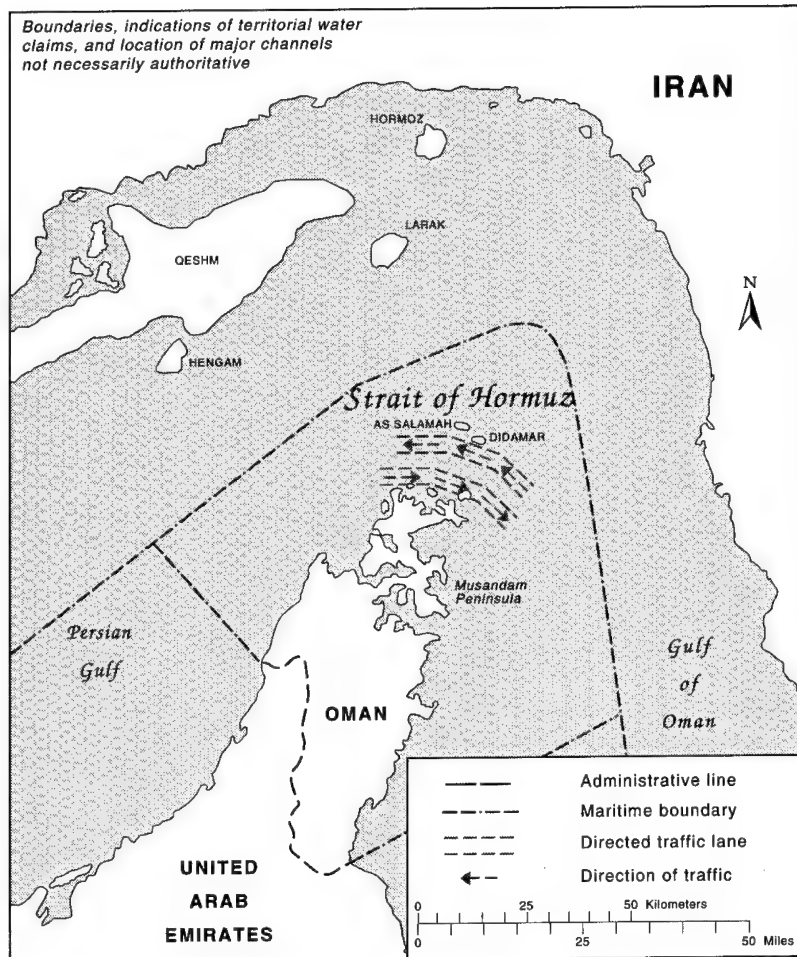 Boundaries, indications of territorial water
claims, and location of major channels
not necessarily authoritative
IRAN
HORMOZ
LARAK
QESHM
N
HENGAM
Strait of Hormuz
AS SALAMAH
DIDAMAR
Musandam
Peninsula
Persian
Gulf
Gulf
of
Oman
OMAN
UNITED
ARAB
EMIRATES
Administrative line
Maritime boundary
Directed traffic lane
Direction of traffic
0 25 50 Kilometers
0 25 50 Miles